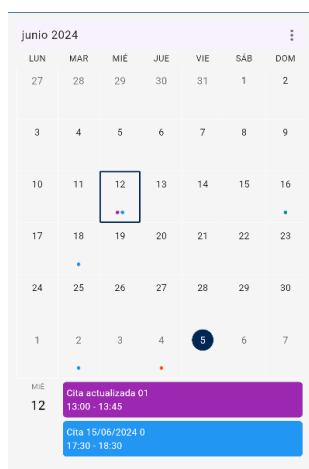 junio 2024
LUN MAR MIÉ JUE VIE SÁB DOM
27 28 29 30 31 1 2
3 4 5 6 7 8 9
10 11 12 13 14 15 16
17 18 19 20 21 22 23
24 25 26 27 28 29 30
1 2 3 4 5 6 7
MIÉ
12
Cita actualizada 01
13:00 - 13:45
Cita 15/06/2024 0
17:30 - 18:30